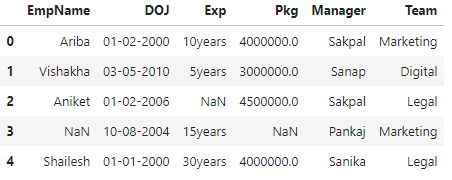 EmpName DOJ Exp Pkg Manager Team
0 Ariba 01-02-2000 10years 4000000.0 Sakpal Marketing
1 Vishakha 03-05-2010 5years 3000000.0 Sanap Digital
2 Aniket 01-02-2006 NaN 4500000.0 Sakpal Legal
3 NaN 10-08-2004 15years NaN Pankaj Marketing
4 Shailesh 01-01-2000 30years 4000000.0 Sanika Legal